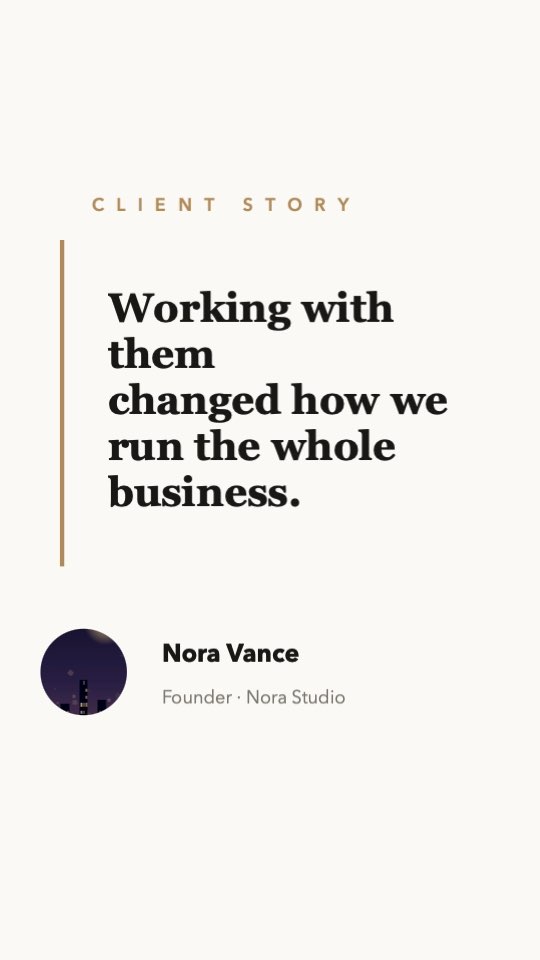 CLIENT STORY
Working with
them
changed how we
run the whole
business.
Nora Vance
Founder · Nora Studio